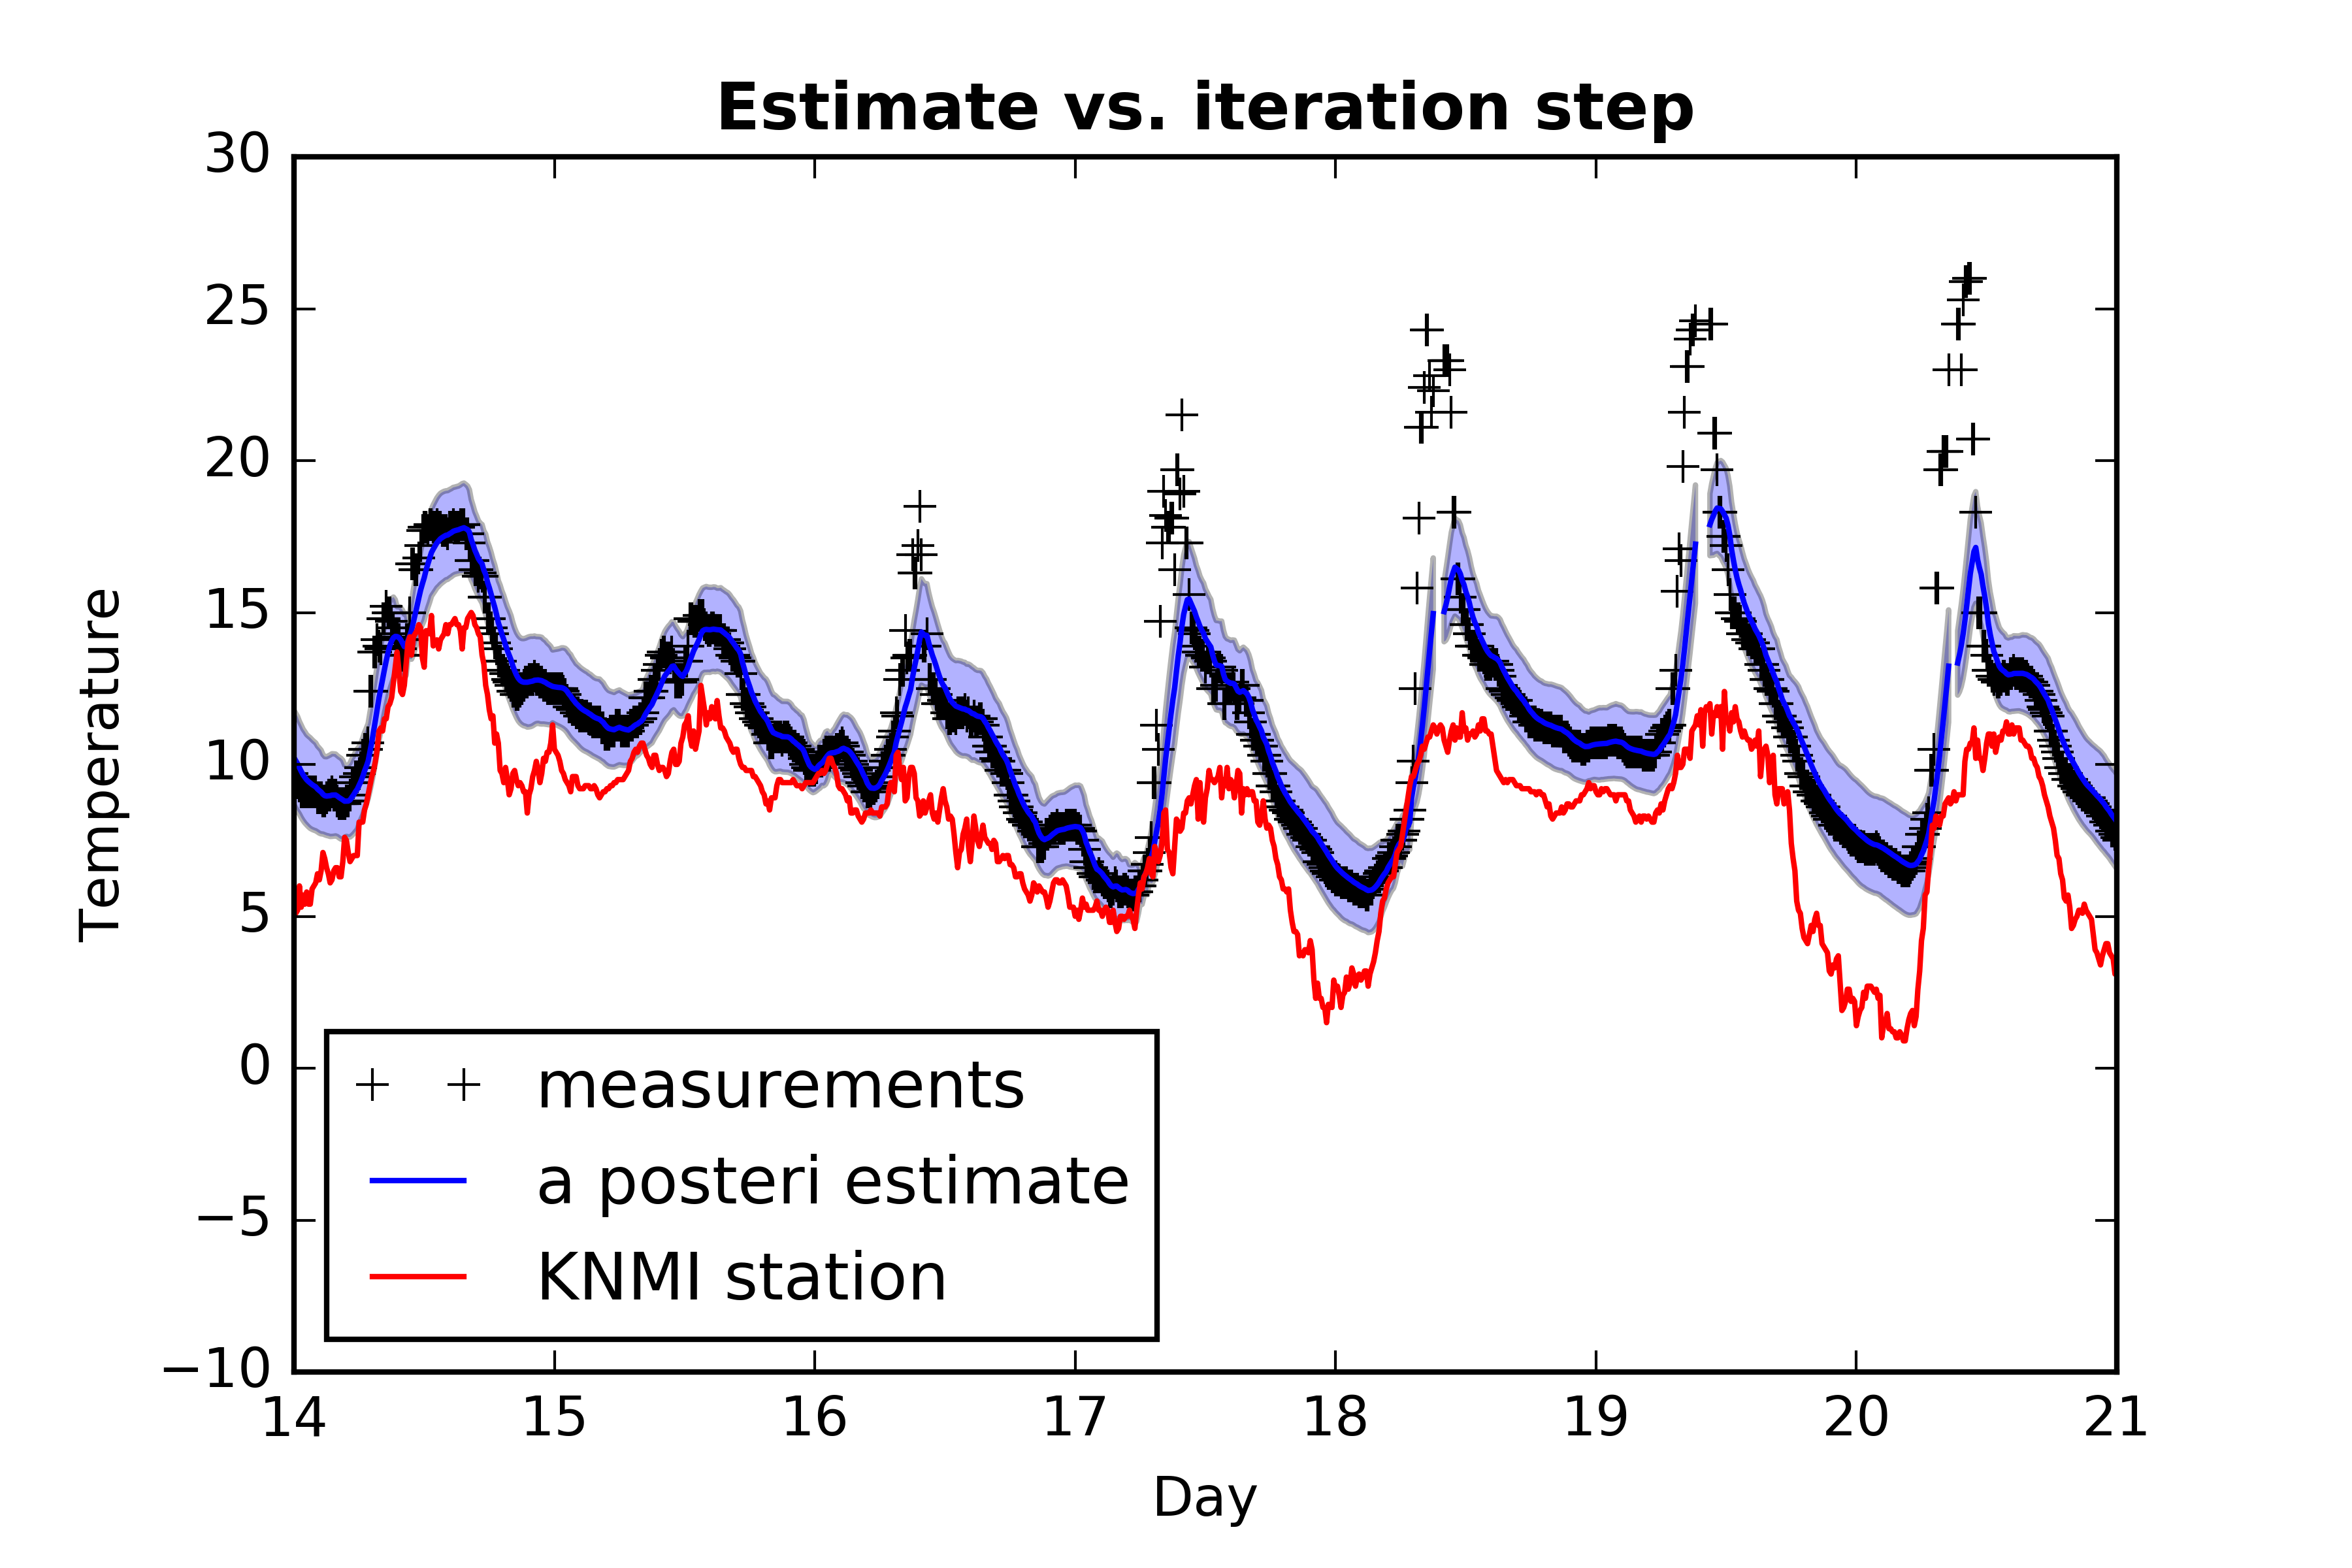 Estimate vs. iteration step
30
25
20
15
10
5
0
−5
−10
Temperature
measurements
a posteri estimate
KNMI station
14 15 16 17 18 19 20 21
Day